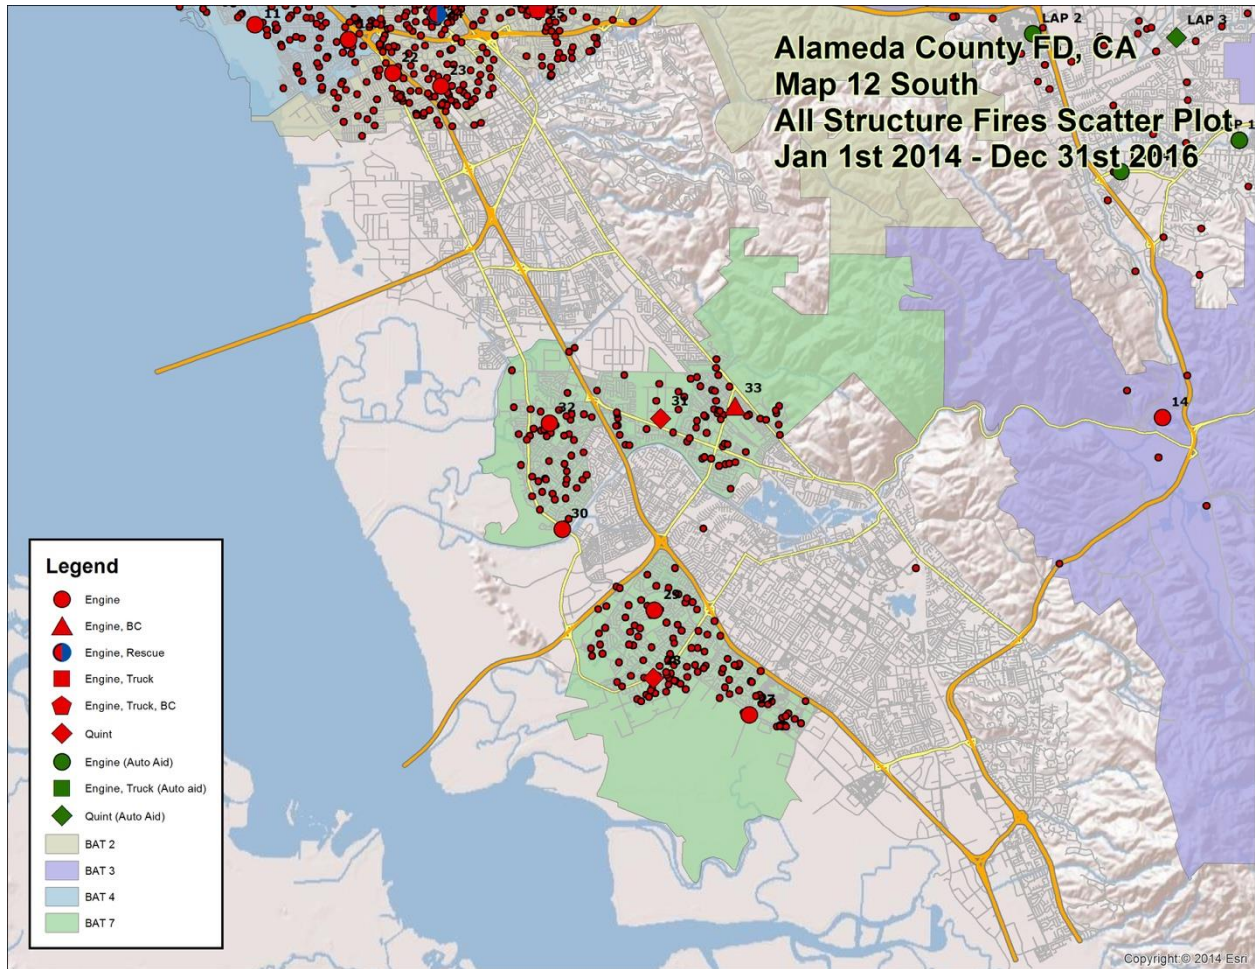 11
18
25
22
23
LAP 2
LAP 3
Alameda County FD, CA
Map 12 South
All Structure Fires Scatter Plot
Jan 1st 2014 - Dec 31st 2016
33
31
32
14
30
29
28
27
Legend
Engine
Engine, BC
Engine, Rescue
Engine, Truck
Engine, Truck, BC
Quint
Engine (Auto Aid)
Engine, Truck (Auto aid)
Quint (Auto Aid)
BAT 2
BAT 3
BAT 4
BAT 7
Copyright:© 2014 Esri